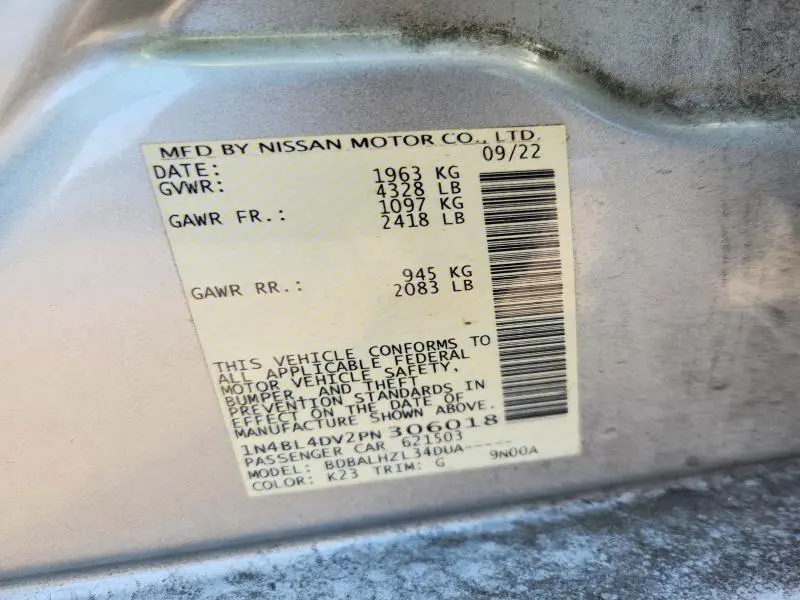 MFD BY NISSAN MOTOR CO., LTD.
DATE: 09/22
GVWR: 1963 KG
4328 LB
GAWR FR.: 1097 KG
2418 LB
GAWR RR.: 945 KG
2083 LB
THIS VEHICLE CONFORMS TO
ALL APPLICABLE FEDERAL
MOTOR VEHICLE SAFETY,
BUMPER, AND THEFT
PREVENTION STANDARDS IN
EFFECT ON THE DATE OF
MANUFACTURE SHOWN ABOVE.
1N4BL4DV2PN306018
PASSENGER CAR 621503
MODEL: BDBALHZL34DUA-----
COLOR: K23 TRIM: G 9N00A